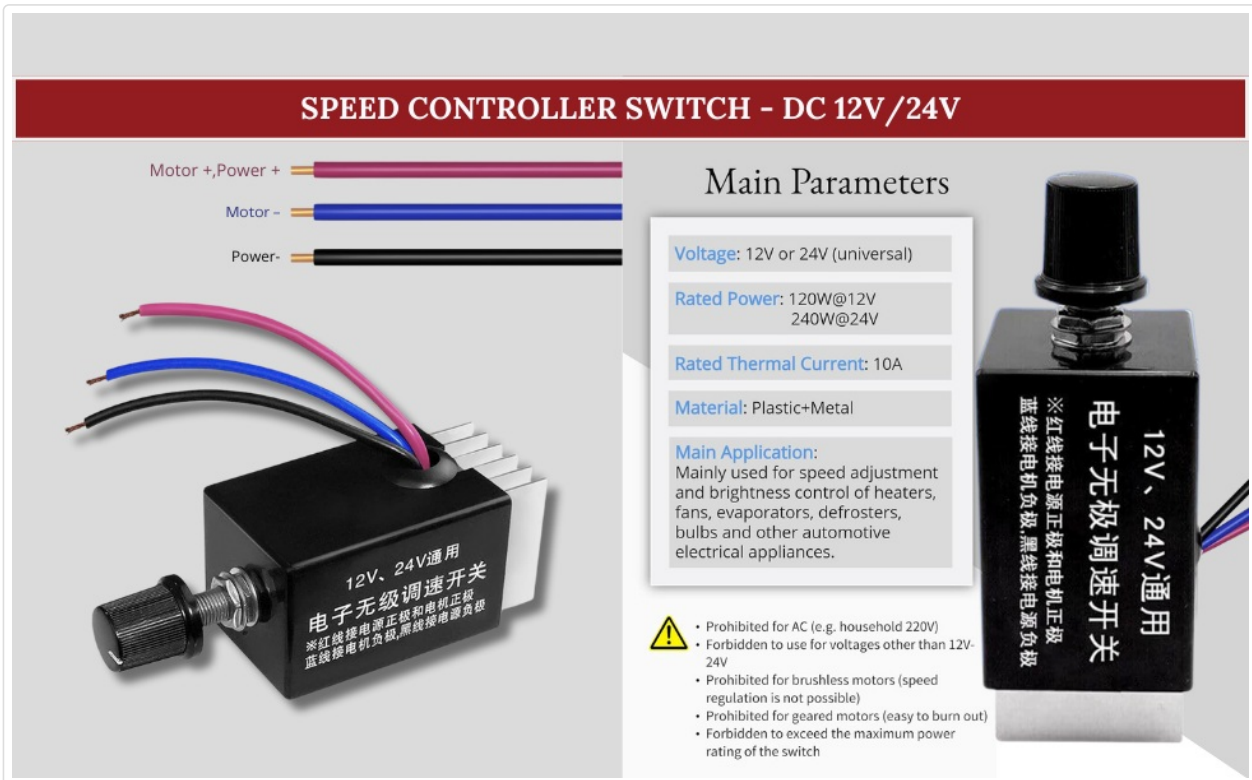 SPEED CONTROLLER SWITCH - DC 12V/24V
Motor +,Power +
Motor –
Power-
12V、24V通用
电子无级调速开关
※红线接电源正极和电机正极
蓝线接电机负极,黑线接电源负极
Main Parameters
Voltage: 12V or 24V (universal)
Rated Power: 120W@12V
240W@24V
Rated Thermal Current: 10A
Material: Plastic+Metal
Main Application:
Mainly used for speed adjustment
and brightness control of heaters,
fans, evaporators, defrosters,
bulbs and other automotive
electrical appliances.
• Prohibited for AC (e.g. household 220V)
• Forbidden to use for voltages other than 12V-
24V
• Prohibited for brushless motors (speed
regulation is not possible)
• Prohibited for geared motors (easy to burn out)
• Forbidden to exceed the maximum power
rating of the switch
12V、24V通用
电子无极调速开关
※红线接电源正极和电机正极
蓝线接电机负极,黑线接电源负极